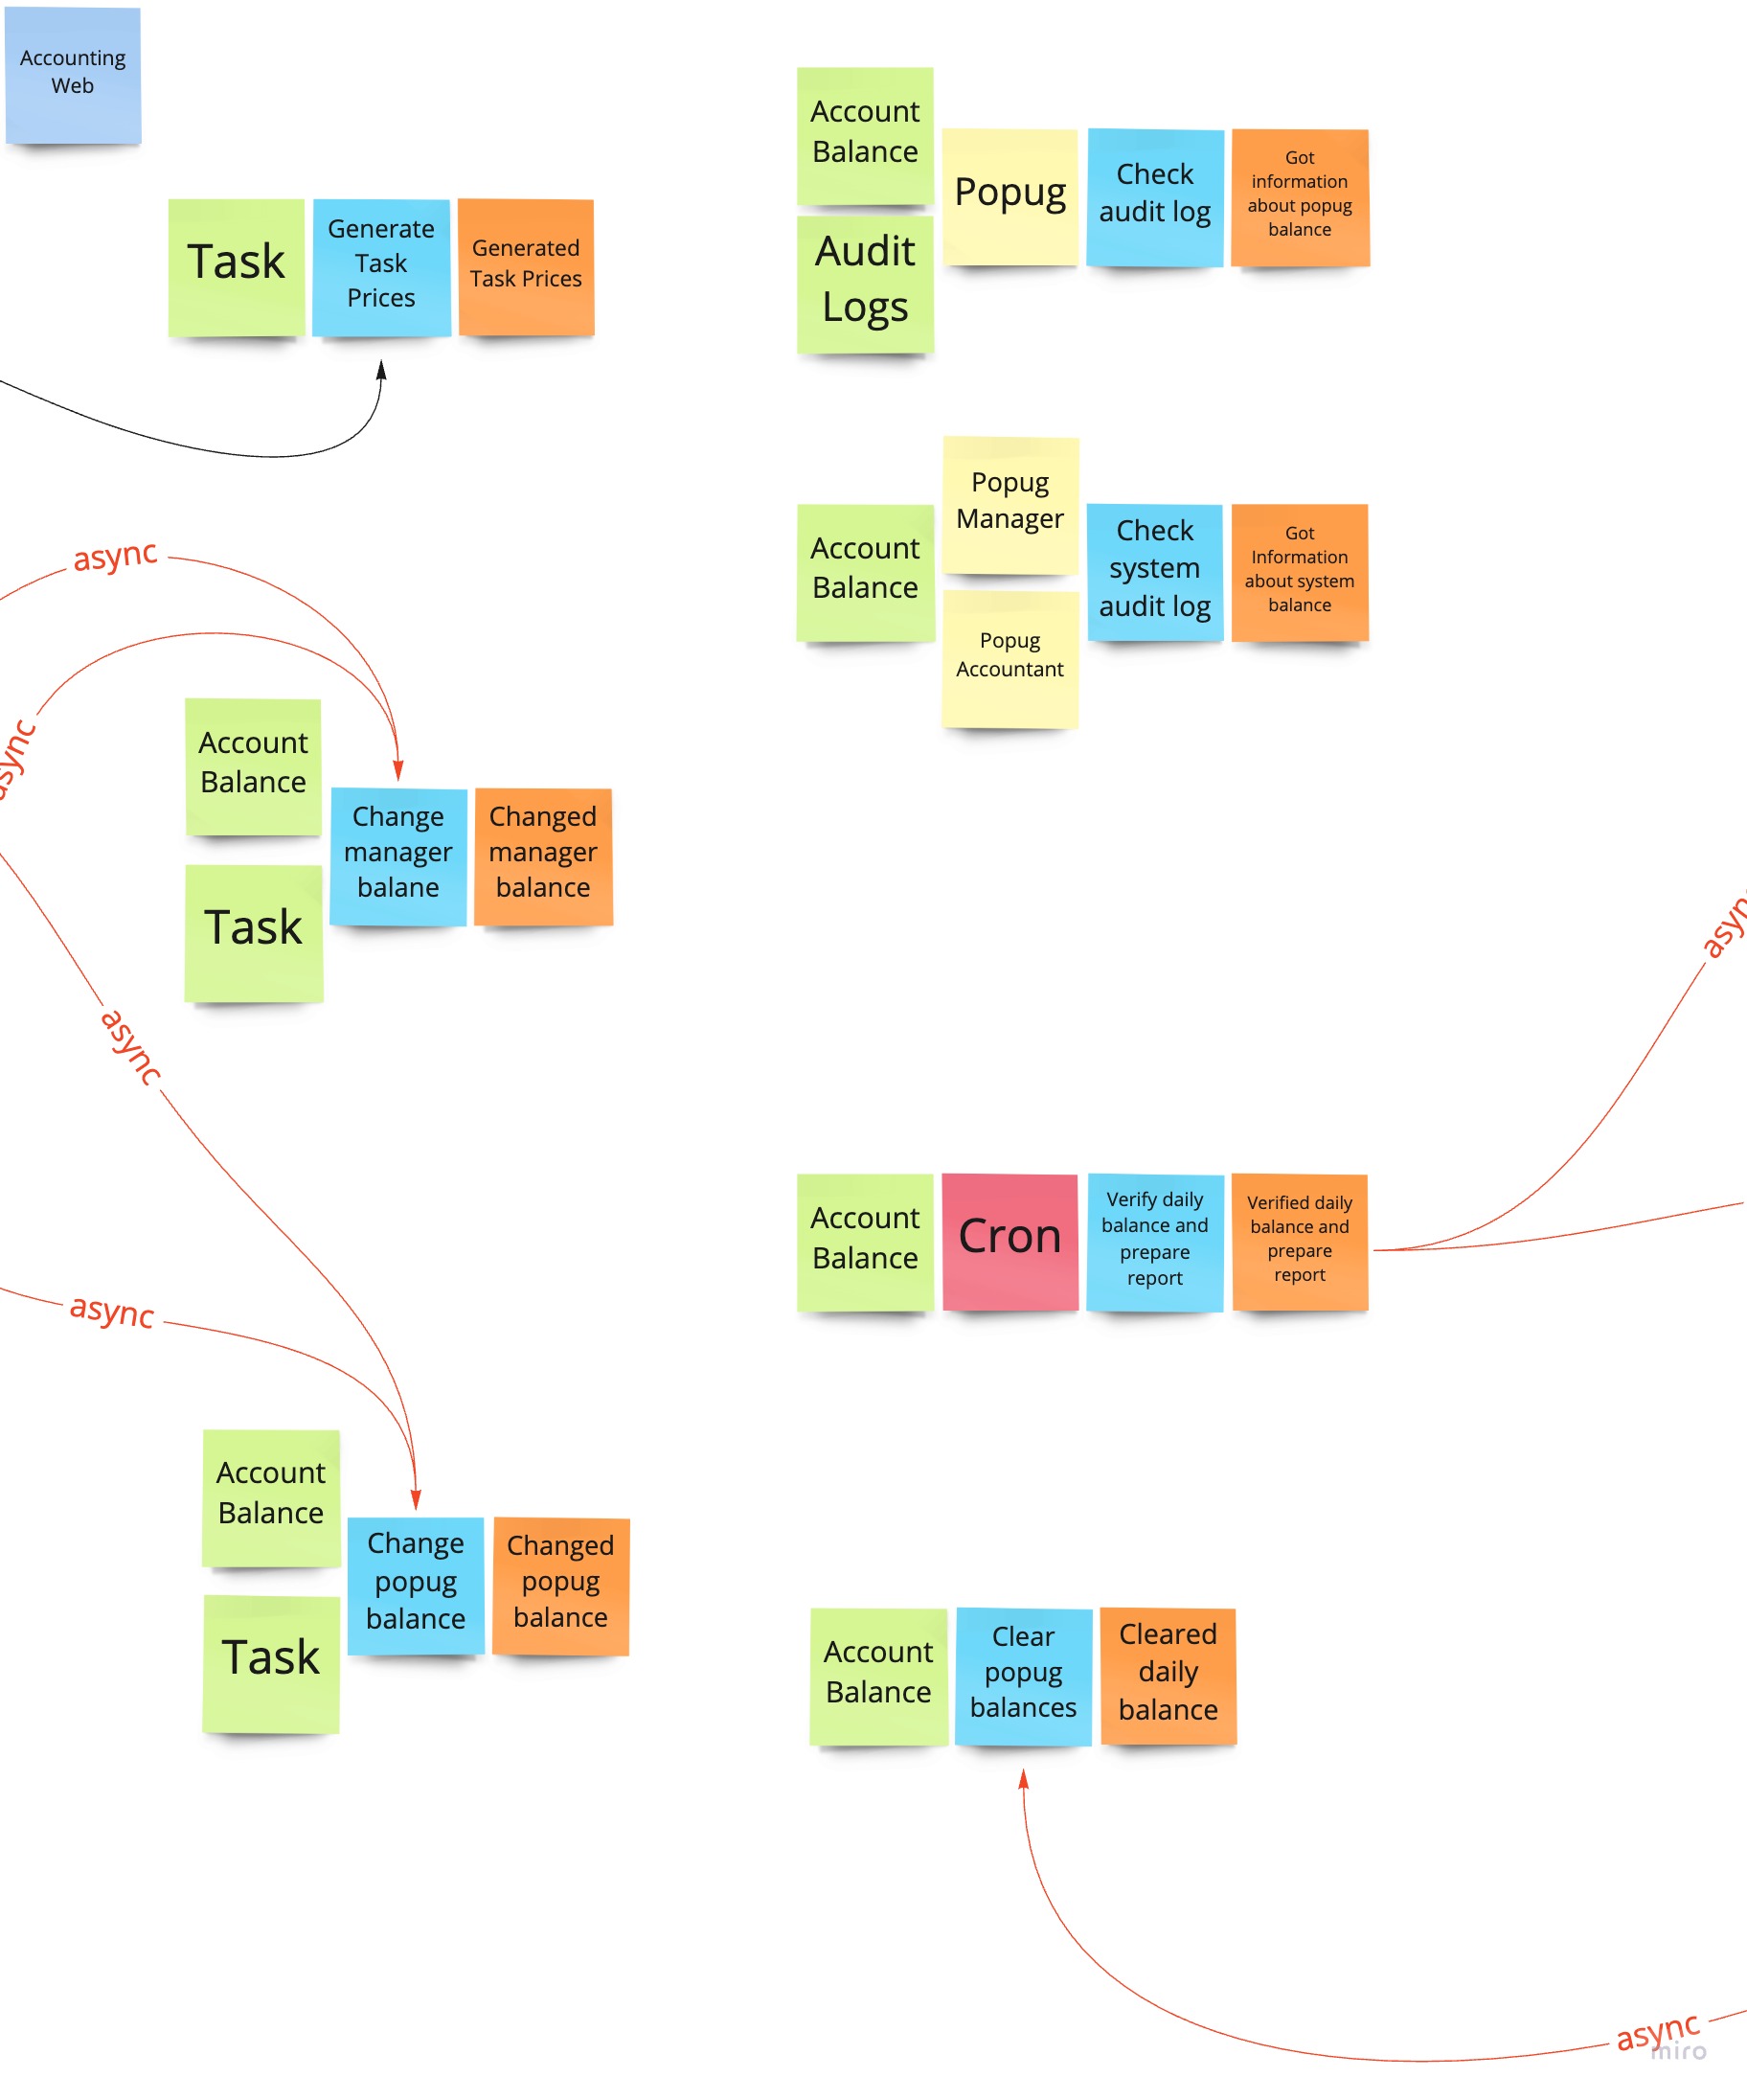 Accounting
Web
Task
Generate
Task
Prices
Generated
Task Prices
async
async
Account
Balance
Task
Change
manager
balane
Changed
manager
balance
async
async
Account
Balance
Task
Change
popug
balance
Changed
popug
balance
Account
Balance
Audit
Logs
Popug
Check
audit log
Got
information
about popug
balance
Account
Balance
Popug
Manager
Popug
Accountant
Check
system
audit log
Got
Information
about system
balance
Account
Balance
Cron
Verify daily
balance and
prepare
report
Verified daily
balance and
prepare
report
Account
Balance
Clear
popug
balances
Cleared
daily
balance
async
miro